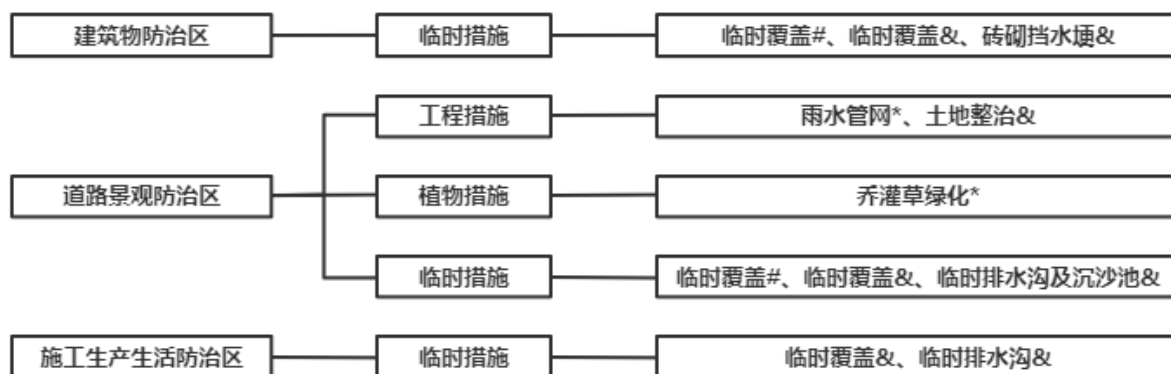 建筑物防治区 临时措施 临时覆盖#、临时覆盖&、砖砌挡水埂&
工程措施 雨水管网*、土地整治&
道路景观防治区 植物措施 乔灌草绿化*
临时措施 临时覆盖#、临时覆盖&、临时排水沟及沉沙池&
施工生产生活防治区 临时措施 临时覆盖&、临时排水沟&